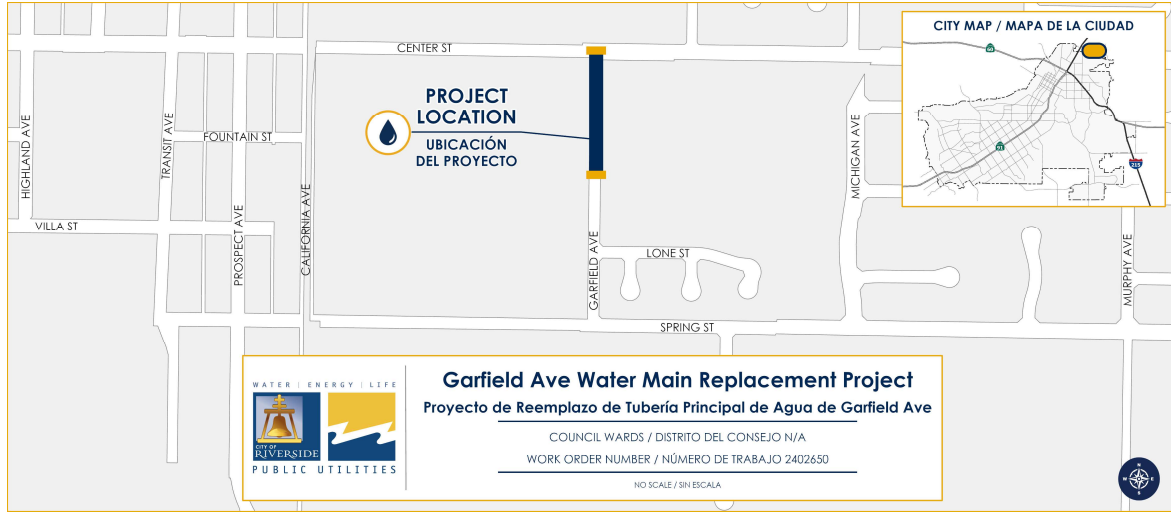 CENTER ST
CITY MAP / MAPA DE LA CIUDAD
91
215
PROJECT
LOCATION
UBICACIÓN
DEL PROYECTO
HIGHLAND AVE
TRANSIT AVE
FOUNTAIN ST
PROSPECT AVE
CALIFORNIA AVE
VILLA ST
GARFIELD AVE
LONE ST
MICHIGAN AVE
MURPHY AVE
SPRING ST
WATER | ENERGY | LIFE
CITY OF
RIVERSIDE
PUBLIC UTILITIES
Garfield Ave Water Main Replacement Project
Proyecto de Reemplazo de Tubería Principal de Agua de Garfield Ave
COUNCIL WARDS / DISTRITO DEL CONSEJO N/A
WORK ORDER NUMBER / NÚMERO DE TRABAJO 2402650
NO SCALE / SIN ESCALA
N
W E
S